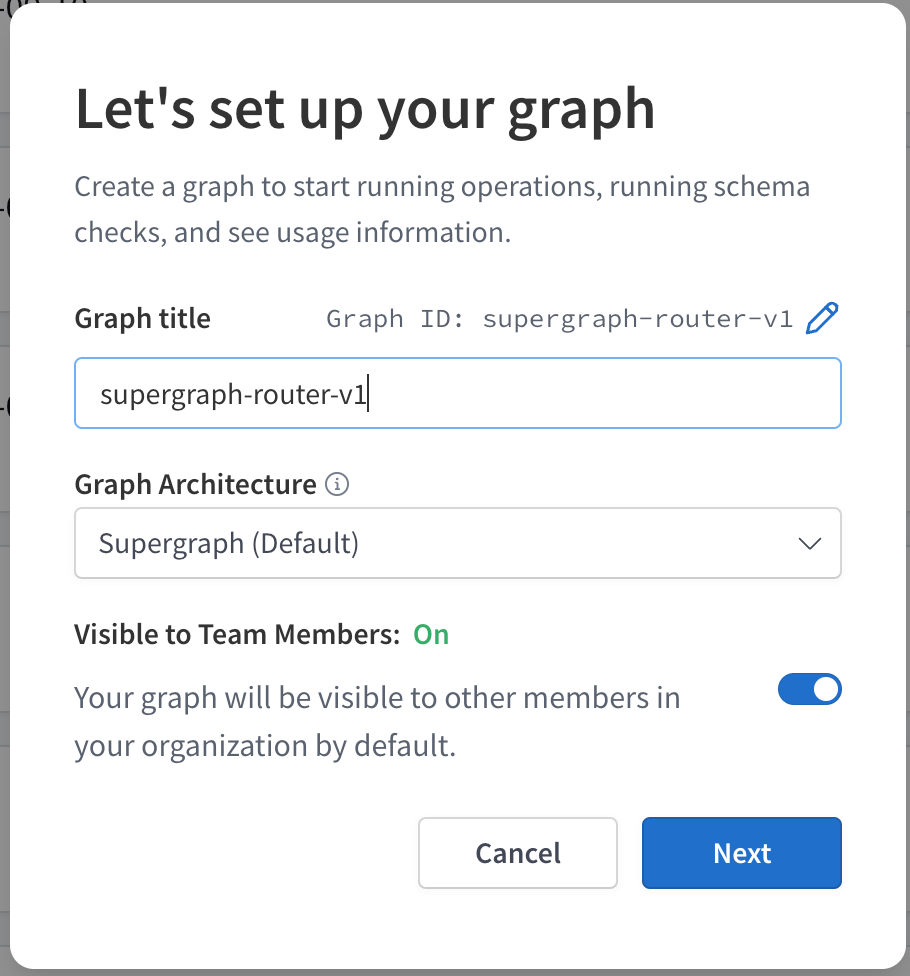 Let's set up your graph
Create a graph to start running operations, running schema
checks, and see usage information.
Graph title
Graph ID: supergraph-router-v1
supergraph-router-v1
Graph Architecture
Supergraph (Default)
Visible to Team Members: On
Your graph will be visible to other members in
your organization by default.
Cancel
Next